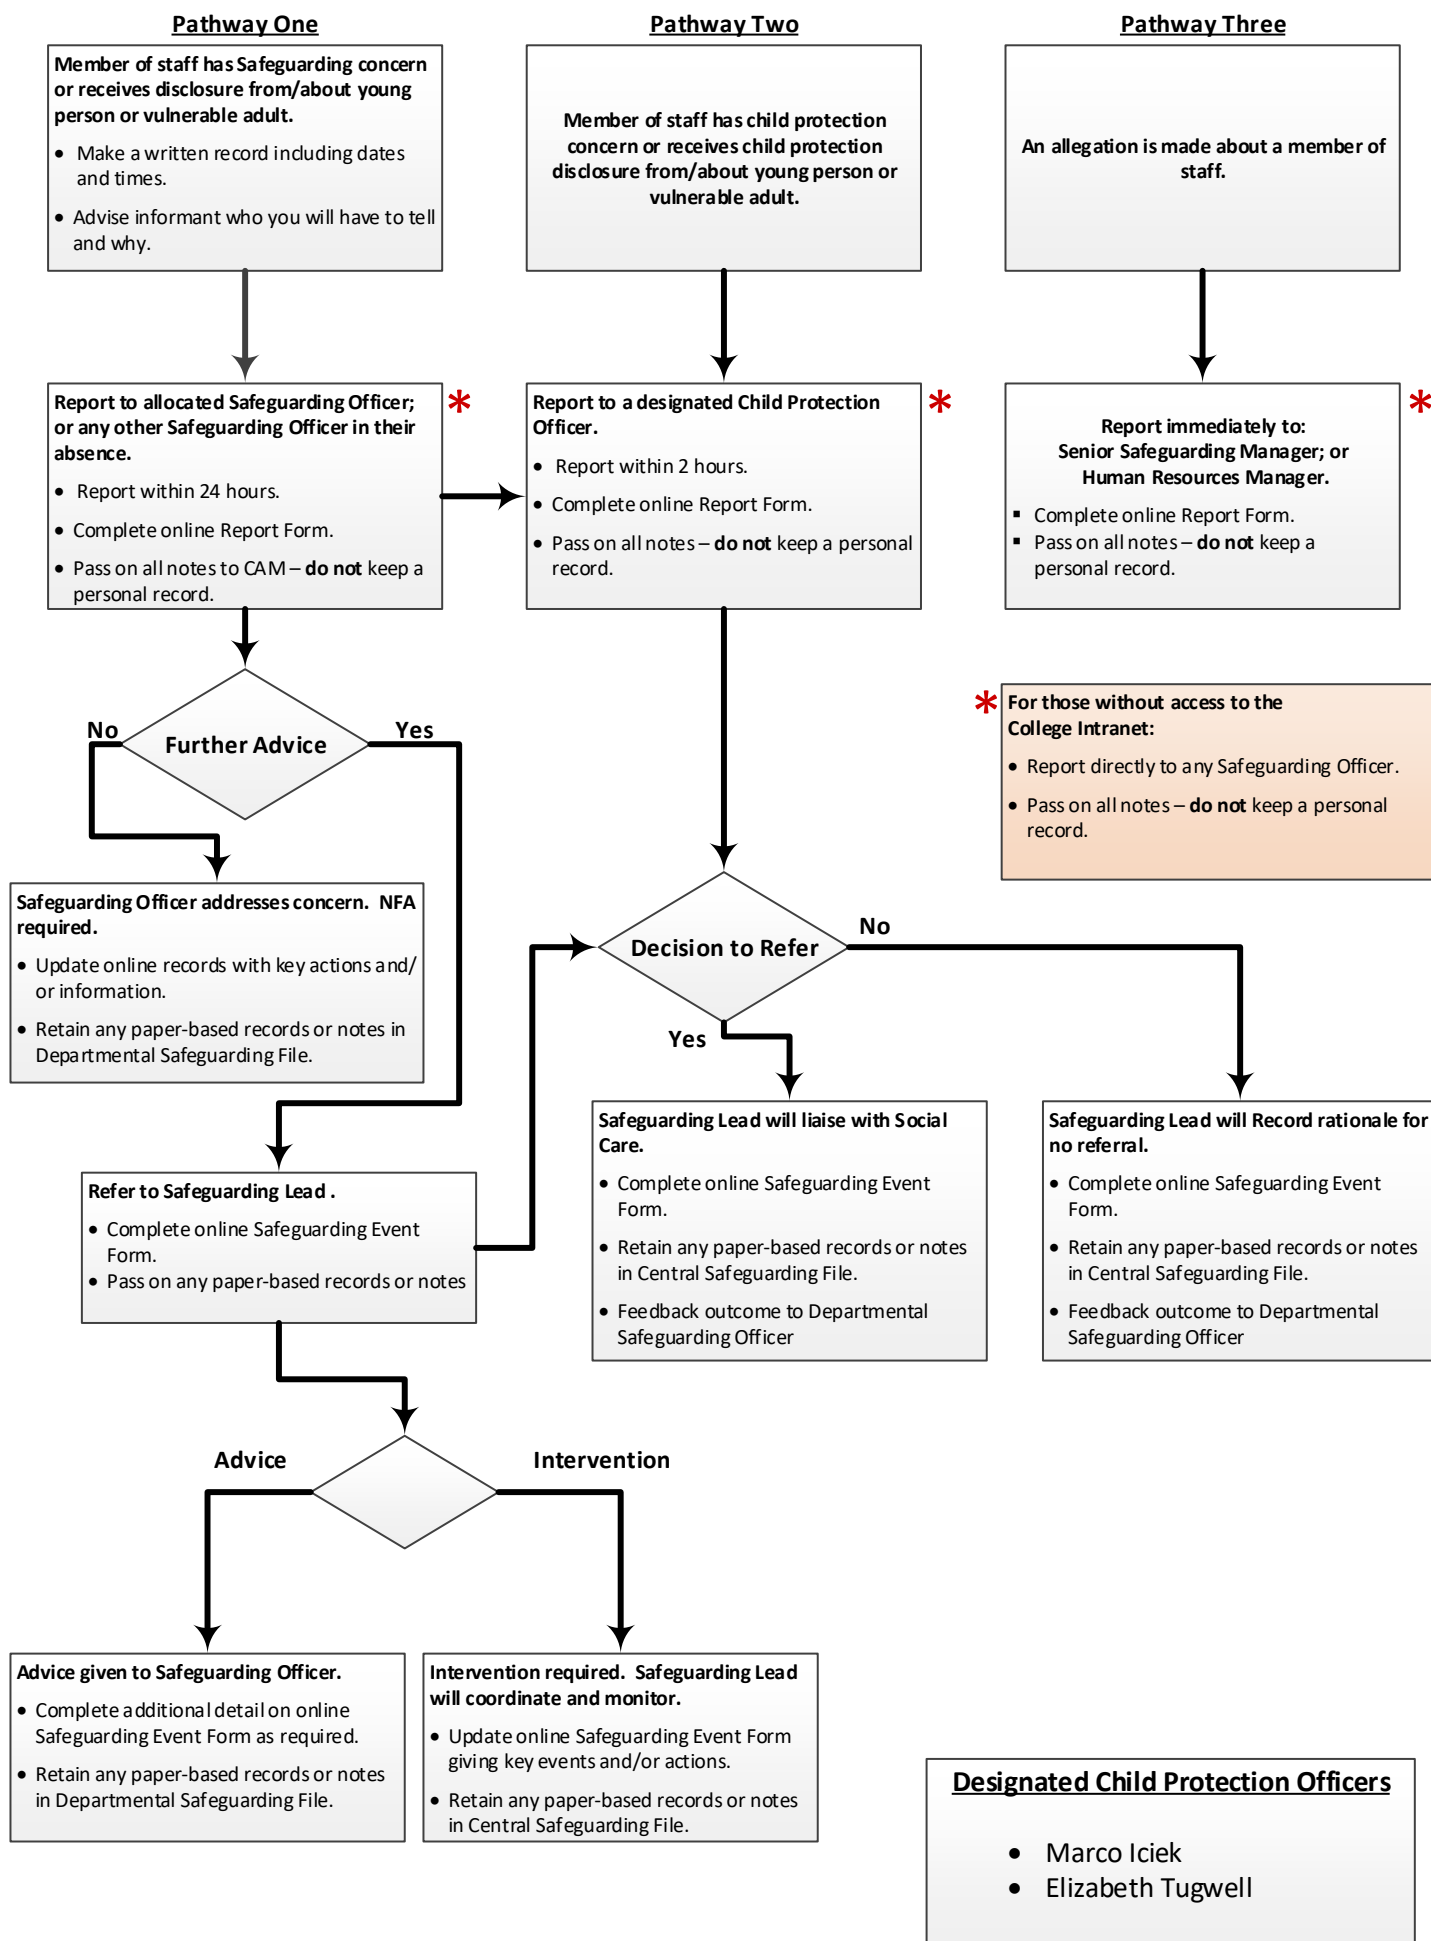 Pathway One
Member of staff has Safeguarding concern
or receives disclosure from/about young
person or vulnerable adult.
• Make a written record including dates
and times.
• Advise informant who you will have to tell
and why.
Pathway Two
Member of staff has child protection
concern or receives child protection
disclosure from/about young person or
vulnerable adult.
Pathway Three
An allegation is made about a member of
staff.
Report to allocated Safeguarding Officer;
or any other Safeguarding Officer in their
absence.
• Report within 24 hours.
• Complete online Report Form.
• Pass on all notes to CAM – do not keep a
personal record.
*
Report to a designated Child Protection
Officer.
• Report within 2 hours.
• Complete online Report Form.
• Pass on all notes – do not keep a personal
record.
*
Report immediately to:
Senior Safeguarding Manager; or
Human Resources Manager.
▪ Complete online Report Form.
▪ Pass on all notes – do not keep a
personal record.
*
No
Further Advice
Yes
* For those without access to the
College Intranet:
• Report directly to any Safeguarding Officer.
• Pass on all notes – do not keep a personal
record.
Safeguarding Officer addresses concern. NFA
required.
• Update online records with key actions and/
or information.
• Retain any paper-based records or notes in
Departmental Safeguarding File.
Decision to Refer
No
Yes
Refer to Safeguarding Lead .
• Complete online Safeguarding Event
Form.
• Pass on any paper-based records or notes
Safeguarding Lead will liaise with Social
Care.
• Complete online Safeguarding Event
Form.
• Retain any paper-based records or notes
in Central Safeguarding File.
• Feedback outcome to Departmental
Safeguarding Officer
Safeguarding Lead will Record rationale for
no referral.
• Complete online Safeguarding Event
Form.
• Retain any paper-based records or notes
in Central Safeguarding File.
• Feedback outcome to Departmental
Safeguarding Officer
Advice
Intervention
Advice given to Safeguarding Officer.
• Complete additional detail on online
Safeguarding Event Form as required.
• Retain any paper-based records or notes
in Departmental Safeguarding File.
Intervention required. Safeguarding Lead
will coordinate and monitor.
• Update online Safeguarding Event Form
giving key events and/or actions.
• Retain any paper-based records or notes
in Central Safeguarding File.
Designated Child Protection Officers
• Marco Iciek
• Elizabeth Tugwell